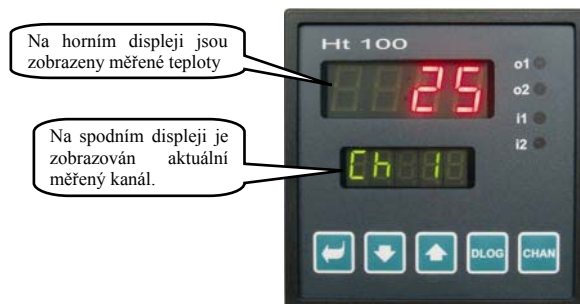 Na horním displeji jsou
zobrazeny měřené teploty
Na spodním displeji je
zobrazován aktuální
měřený kanál.
Ht 100
25
o1
o2
i1
i2
Ch 1
DLOG
CHAN